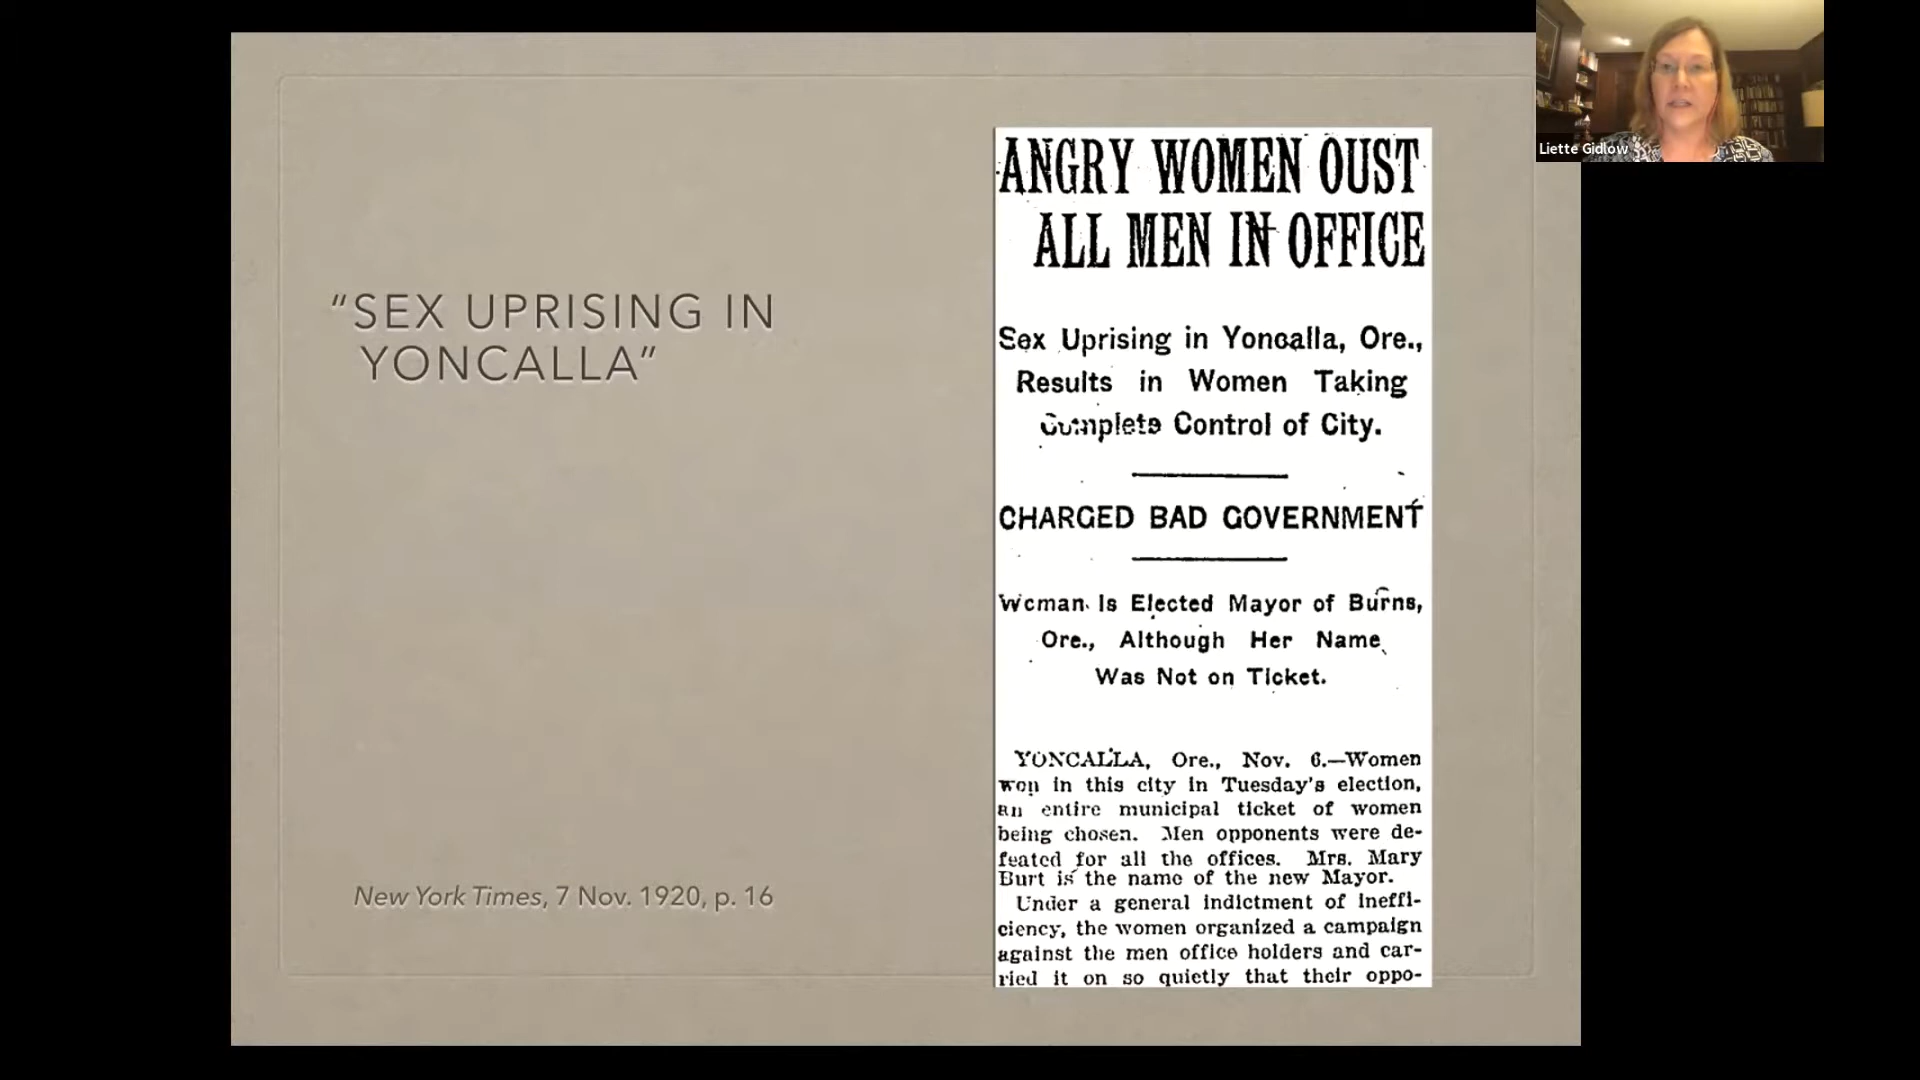 “SEX UPRISING IN
YONCALLA”
New York Times, 7 Nov. 1920, p. 16
ANGRY WOMEN OUST
ALL MEN IN OFFICE
Sex Uprising in Yoncalla, Ore.,
Results in Women Taking
Complete Control of City.
CHARGED BAD GOVERNMENT
Woman Is Elected Mayor of Burns,
Ore., Although Her Name
Was Not on Ticket.
YONCALLA, Ore., Nov. 6.—Women
won in this city in Tuesday's election,
an entire municipal ticket of women
being chosen. Men opponents were de-
feated for all the offices. Mrs. Mary
Burt is the name of the new Mayor.
Under a general indictment of ineffi-
ciency, the women organized a campaign
against the men office holders and car-
ried it on so quietly that their oppo-
Liette Gidlow